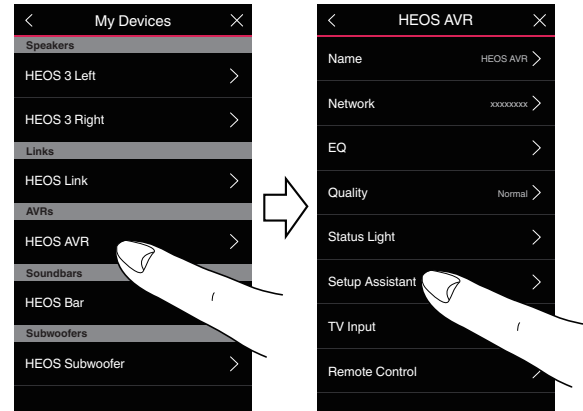 My Devices
Speakers
HEOS 3 Left
HEOS 3 Right
Links
HEOS Link
AVRs
HEOS AVR
Soundbars
HEOS Bar
Subwoofers
HEOS Subwoofer
HEOS AVR
Name HEOS AVR
Network xxxxxxxx
EQ
Quality Normal
Status Light
Setup Assistant
TV Input
Remote Control